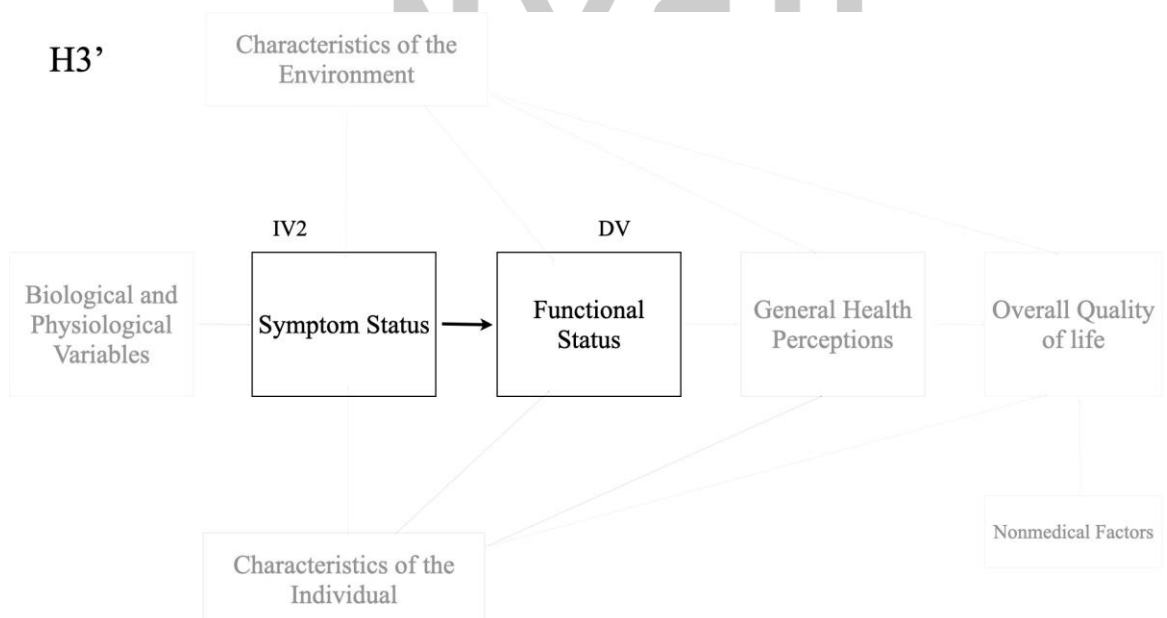 H3’
Characteristics of the
Environment
IV2
DV
Biological and
Physiological
Variables
Symptom Status
Functional
Status
General Health
Perceptions
Overall Quality
of life
Nonmedical Factors
Characteristics of the
Individual